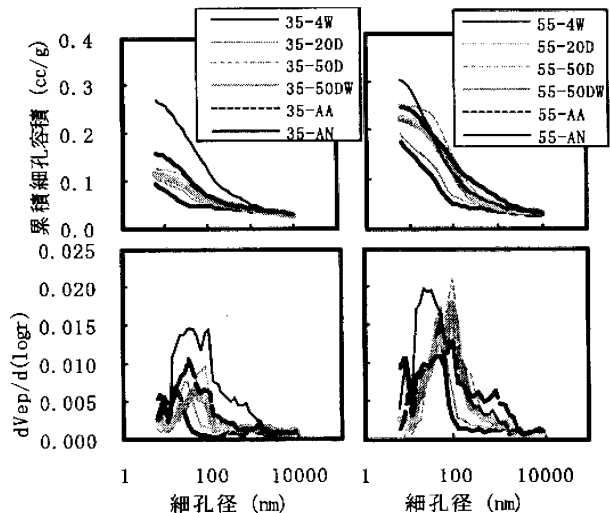 35-4W
35-20D
35-50D
35-50DW
35-AA
35-AN
55-4W
55-20D
55-50D
55-50DW
55-AA
55-AN
累積細孔容積 (cc/g)
0.4
0.3
0.2
0.1
0.0
dVep/d(logr)
0.025
0.020
0.015
0.010
0.005
0.000
1 100 10000
1 100 10000
細孔径 (nm)
細孔径 (nm)